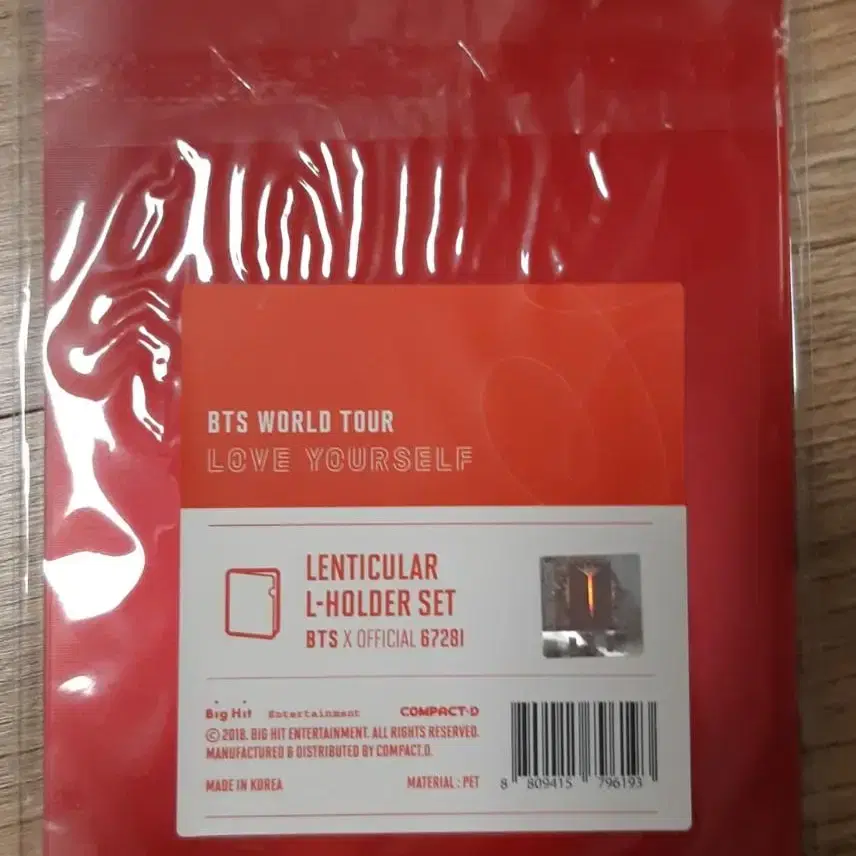 BTS WORLD TOUR
LOVE YOURSELF
LENTICULAR
L-HOLDER SET
BTS X OFFICIAL 67281
Big Hit Entertainment COMPACT·D
Ⓒ 2018. BIG HIT ENTERTAINMENT. ALL RIGHTS RESERVED.
MANUFACTURED & DISTRIBUTED BY COMPACT.D.
MADE IN KOREA MATERIAL : PET
8 809415 796193